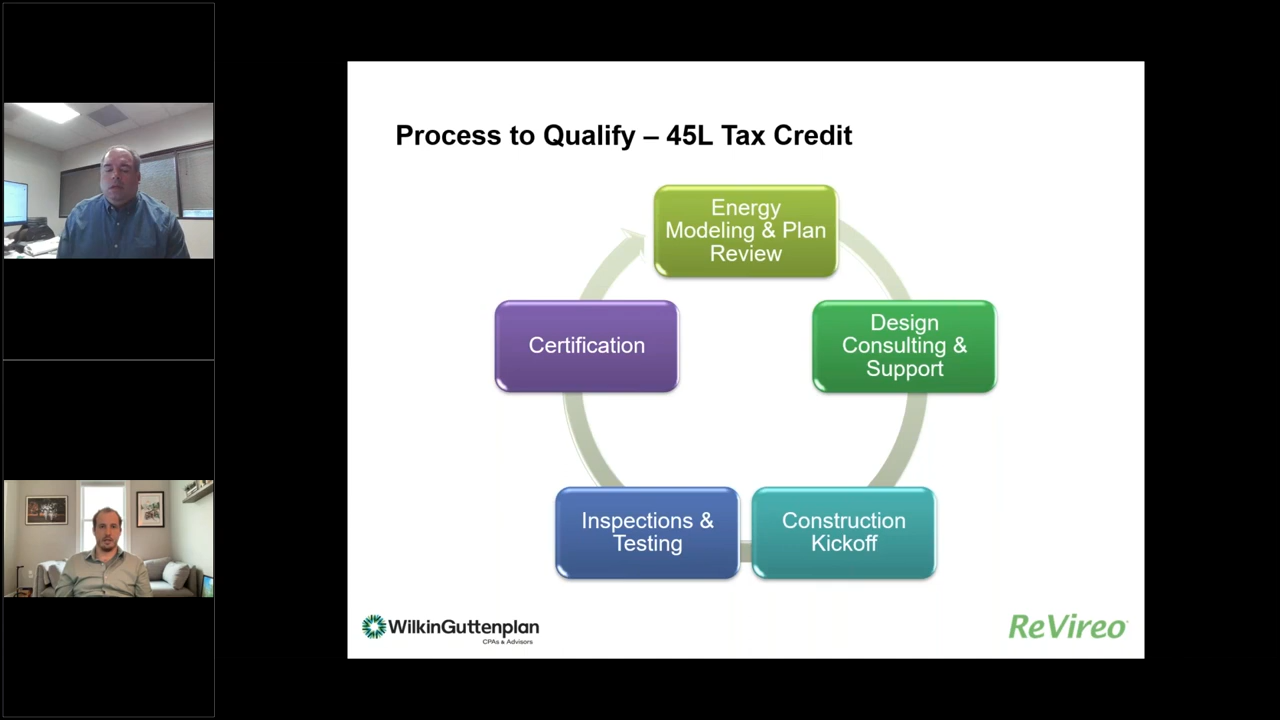 Process to Qualify – 45L Tax Credit
Energy
Modeling & Plan
Review
Design
Consulting &
Support
Construction
Kickoff
Inspections &
Testing
Certification
WilkinGuttenplan
CPAs & Advisors
ReVireo